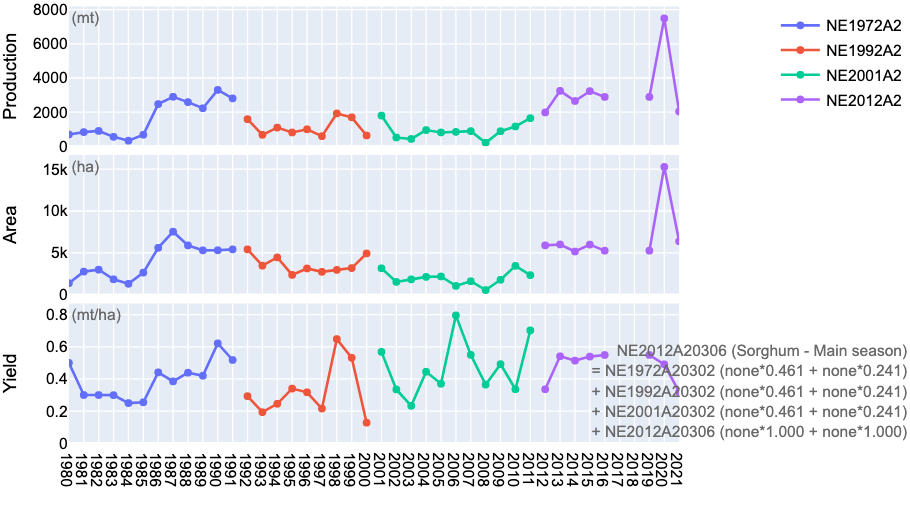 Production
(mt)
8000
6000
4000
2000
0
NE1972A2
NE1992A2
NE2001A2
NE2012A2
Area
(ha)
15k
10k
5k
0
Yield
(mt/ha)
0.8
0.6
0.4
0.2
0
NE2012A20306 (Sorghum - Main season)
= NE1972A20302 (none*0.461 + none*0.241)
+ NE1992A20302 (none*0.461 + none*0.241)
+ NE2001A20302 (none*0.461 + none*0.241)
+ NE2012A20306 (none*1.000 + none*1.000)
1980
1981
1982
1983
1984
1985
1986
1987
1988
1989
1990
1991
1992
1993
1994
1995
1996
1997
1998
1999
2000
2001
2002
2003
2004
2005
2006
2007
2008
2009
2010
2011
2012
2013
2014
2015
2016
2017
2018
2019
2020
2021